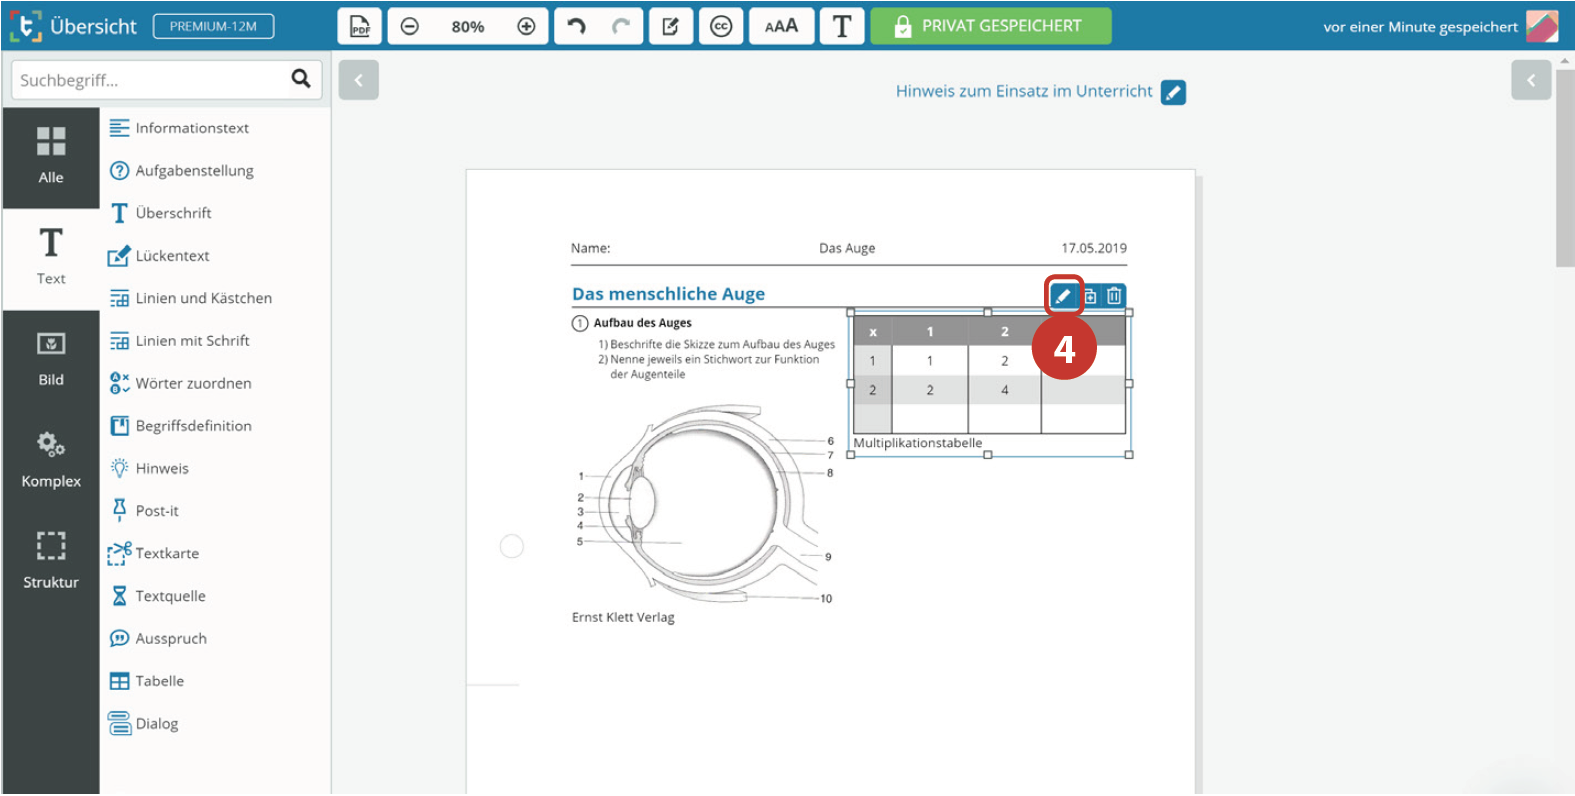 Übersicht PREMIUM-12M PDF 80% cc AAA T PRIVAT GESPEICHERT vor einer Minute gespeichert
Suchbegriff...
Hinweis zum Einsatz im Unterricht
Alle
Text
Bild
Komplex
Struktur
Informationstext
Aufgabenstellung
Überschrift
Lückentext
Linien und Kästchen
Linien mit Schrift
Wörter zuordnen
Begriffsdefinition
Hinweis
Post-it
Textkarte
Textquelle
Ausspruch
Tabelle
Dialog
Name: Das Auge 17.05.2019
Das menschliche Auge
1 Aufbau des Auges
1) Beschrifte die Skizze zum Aufbau des Auges
2) Nenne jeweils ein Stichwort zur Funktion
der Augenteile
1
2
3
4
5
6
7
8
9
10
Ernst Klett Verlag
4
x 1 2
1 1 2
2 2 4
Multiplikationstabelle